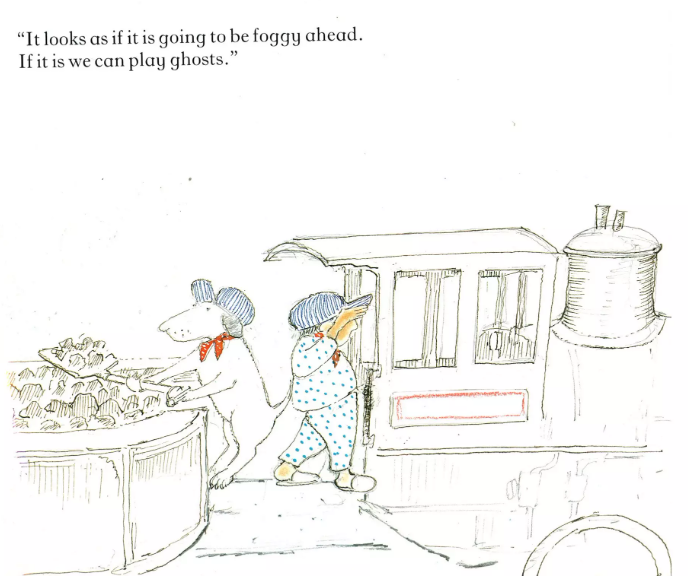 “It looks as if it is going to be foggy ahead.
If it is we can play ghosts.”